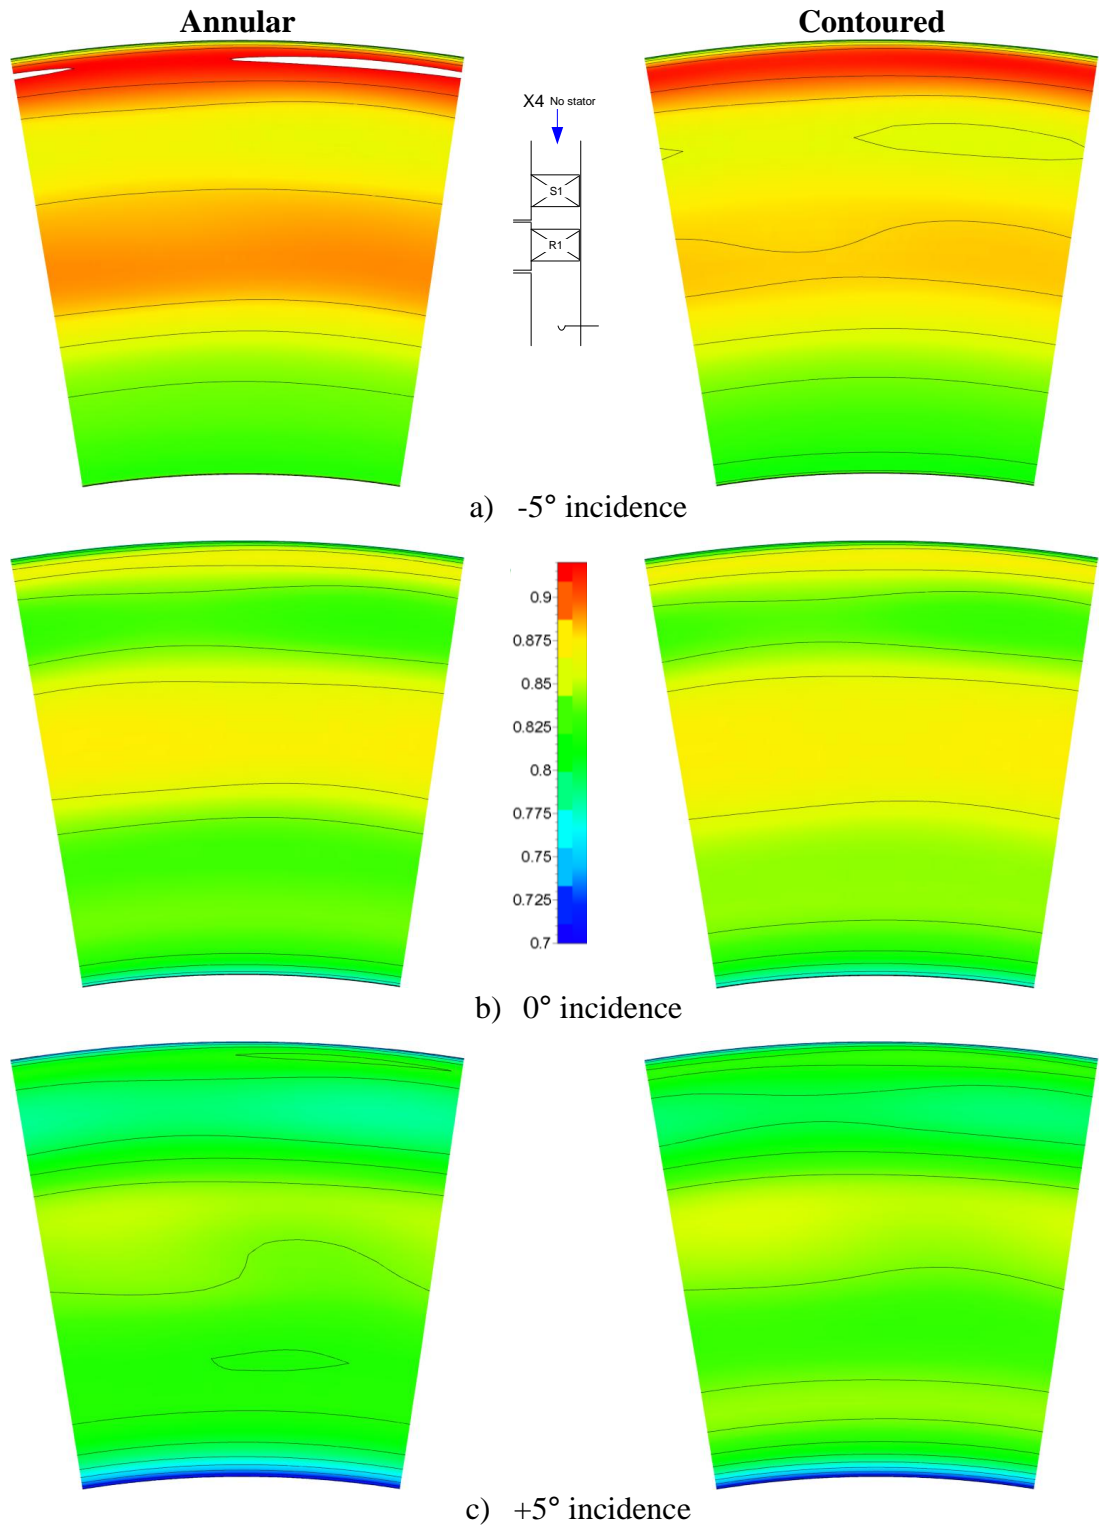 Annular
Contoured
X4 No stator
S1
R1
a) -5° incidence
0.9
0.875
0.85
0.825
0.8
0.775
0.75
0.725
0.7
b) 0° incidence
c) +5° incidence